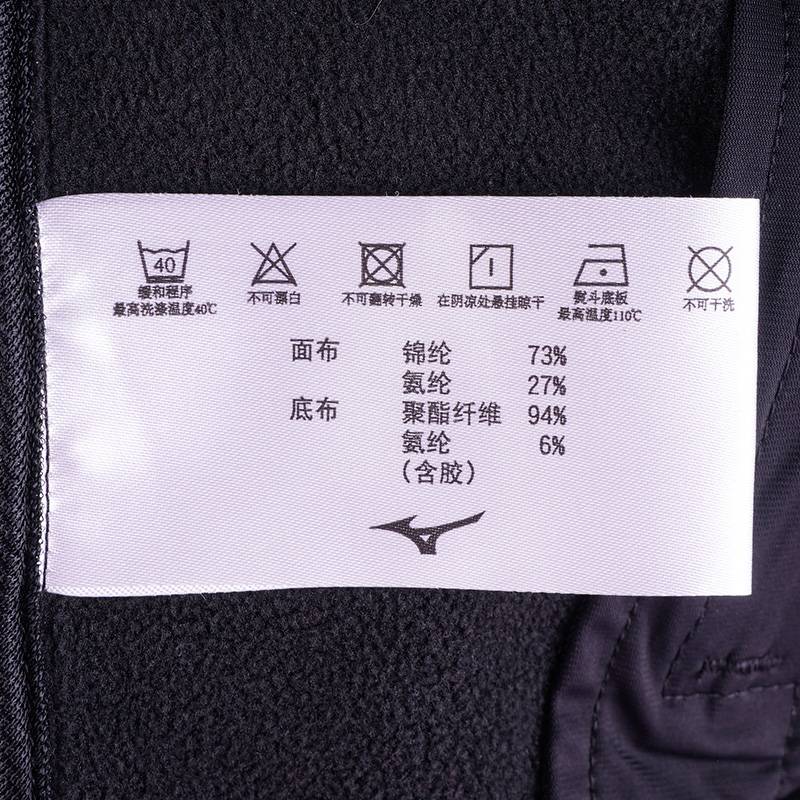 40
缓和程序
最高洗涤温度40℃
不可漂白
不可翻转干燥
在阴凉处悬挂晾干
熨斗底板
最高温度110℃
不可干洗
面布 锦纶 73%
氨纶 27%
底布 聚酯纤维 94%
氨纶 6%
(含胶)